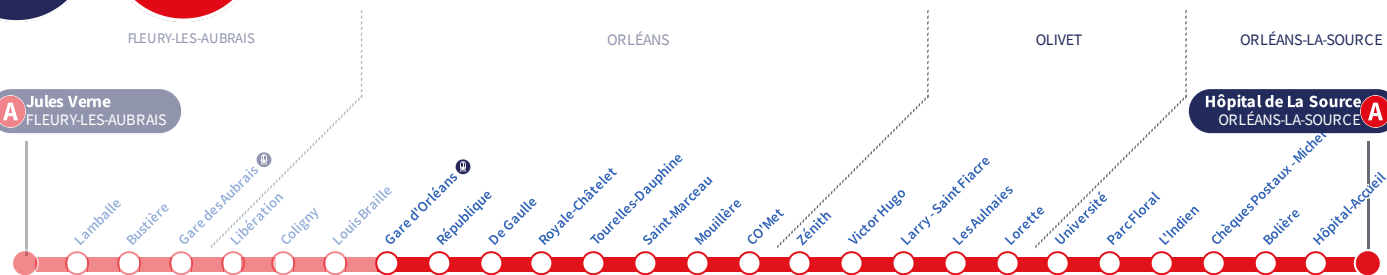 FLEURY-LES-AUBRAIS
ORLÉANS
OLIVET
ORLÉANS-LA-SOURCE
A
Jules Verne
FLEURY-LES-AUBRAIS
Hôpital de La Source
ORLÉANS-LA-SOURCE
A
Lamballe
Bustière
Gare des Aubrais
Libération
Coligny
Louis Braille
Gare d'Orléans
République
De Gaulle
Royale-Châtelet
Tourelles-Dauphine
Saint-Marceau
Mouillère
CO'Met
Zénith
Victor Hugo
Larry - Saint Fiacre
Les Aulnaies
Lorette
Université
Parc Floral
L'Indien
Chèques Postaux - Michel
Bolière
Hôpital-Accueil